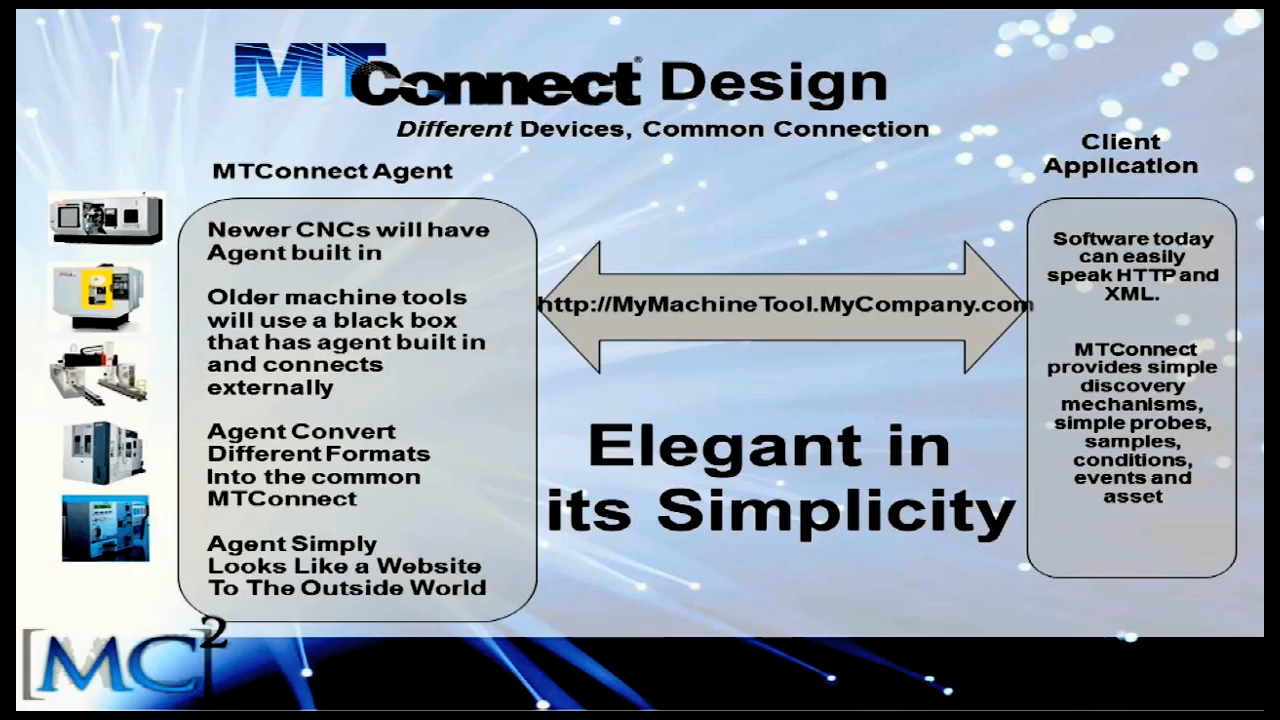 MTConnect® Design
Different Devices, Common Connection
MTConnect Agent
Newer CNCs will have
Agent built in
Older machine tools
will use a black box
that has agent built in
and connects
externally
Agent Convert
Different Formats
Into the common
MTConnect
Agent Simply
Looks Like a Website
To The Outside World
http://MyMachineTool.MyCompany.com
Elegant in
its Simplicity
Client
Application
Software today
can easily
speak HTTP and
XML.
MTConnect
provides simple
discovery
mechanisms,
simple probes,
samples,
conditions,
events and
asset
[MC]2